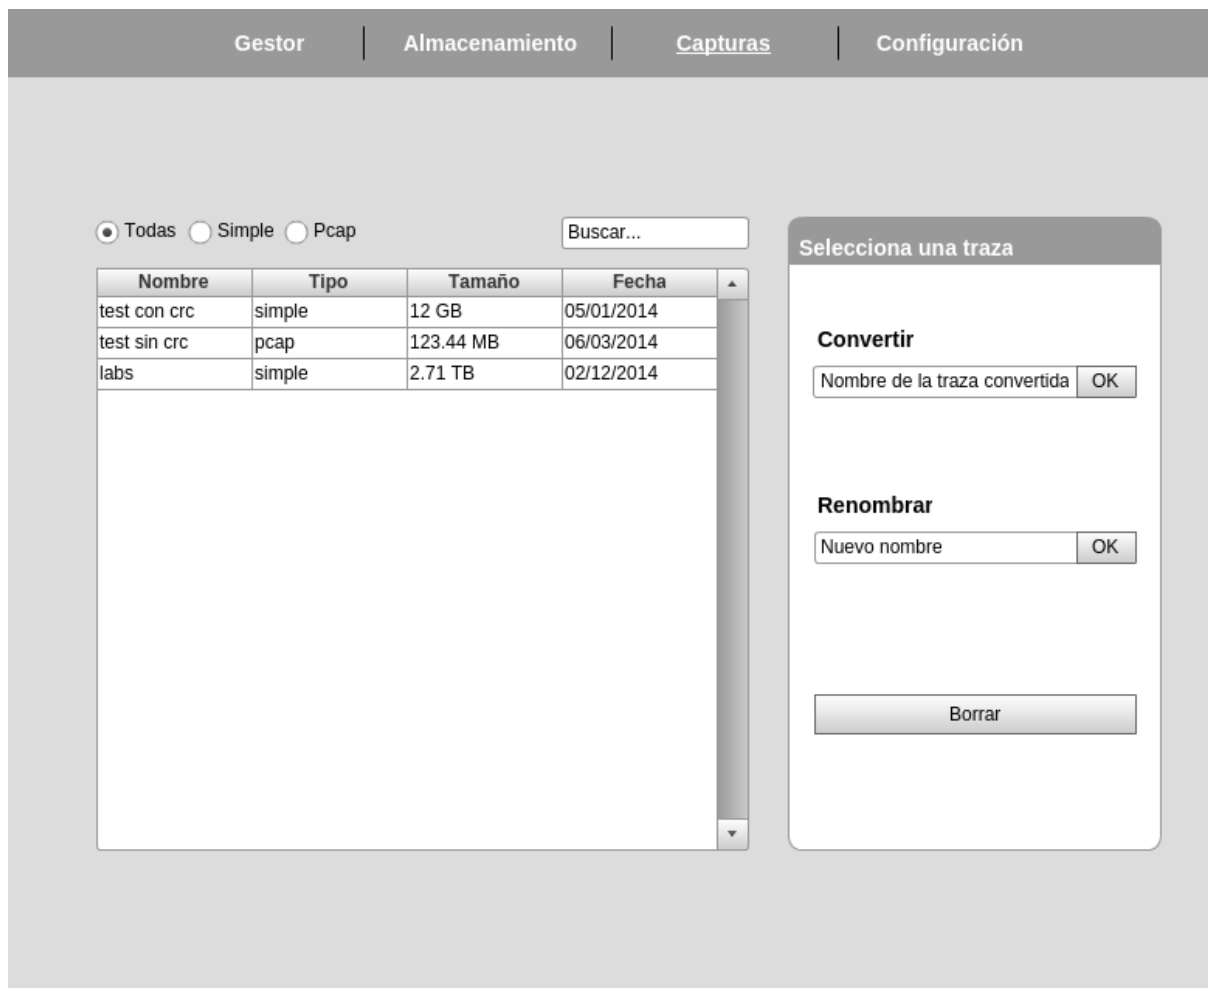 Gestor Almacenamiento Capturas Configuración
Todas Simple Pcap Buscar...
Nombre Tipo Tamaño Fecha
test con crc simple 12 GB 05/01/2014
test sin crc pcap 123.44 MB 06/03/2014
labs simple 2.71 TB 02/12/2014
Selecciona una traza
Convertir
Nombre de la traza convertida OK
Renombrar
Nuevo nombre OK
Borrar